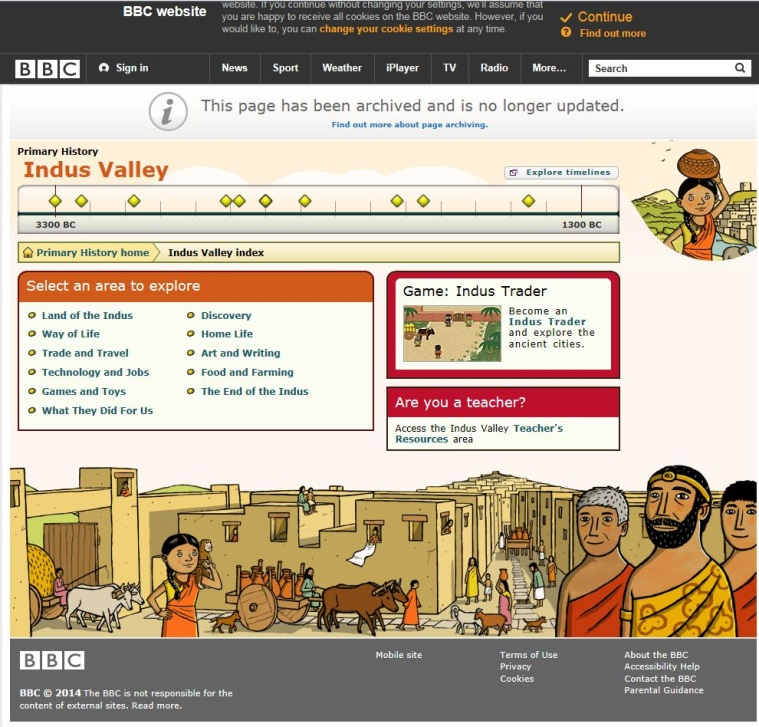 BBC website
website. If you continue without changing your settings, we'll assume that
you are happy to receive all cookies on the BBC website. However, if you
would like to, you can change your cookie settings at any time.
Continue
Find out more
BBC
Sign in
News
Sport
Weather
iPlayer
TV
Radio
More...
Search
This page has been archived and is no longer updated.
Find out more about page archiving.
Primary History
Indus Valley
Explore timelines
3300 BC
1300 BC
Primary History home
Indus Valley index
Select an area to explore
Land of the Indus
Way of Life
Trade and Travel
Technology and Jobs
Games and Toys
What They Did For Us
Discovery
Home Life
Art and Writing
Food and Farming
The End of the Indus
Game: Indus Trader
Become an
Indus Trader
and explore the
ancient cities.
Are you a teacher?
Access the Indus Valley Teacher's
Resources area
BBC
BBC © 2014 The BBC is not responsible for the
content of external sites. Read more.
Mobile site
Terms of Use
Privacy
Cookies
About the BBC
Accessibility Help
Contact the BBC
Parental Guidance